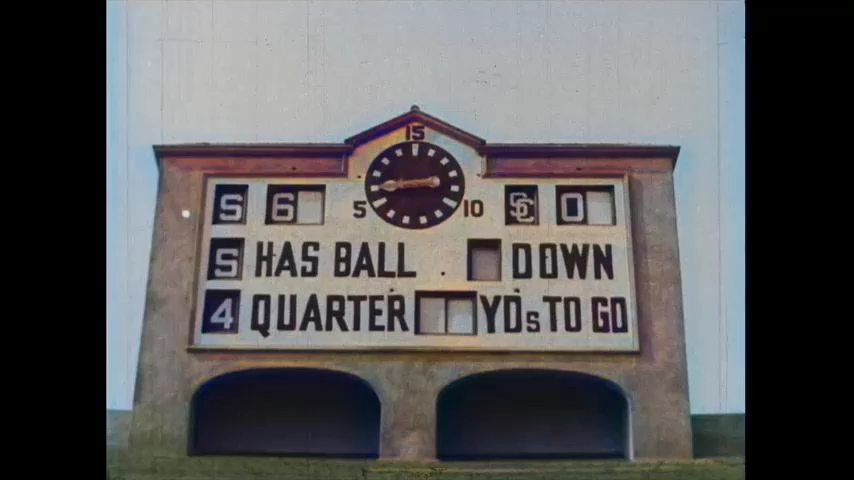 15
5 10
S 6 SC 0
S HAS BALL . DOWN
4 QUARTER YDs TO GO